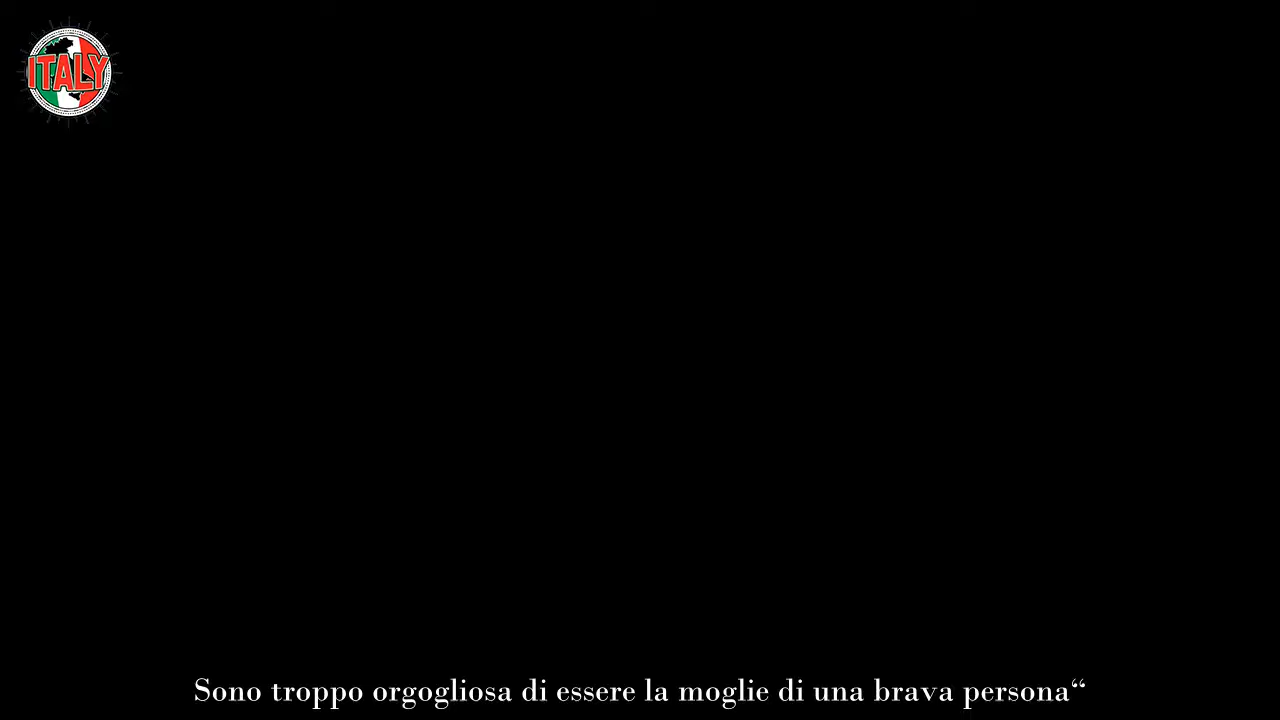 ITALY
Sono troppo orgogliosa di essere la moglie di una brava persona“